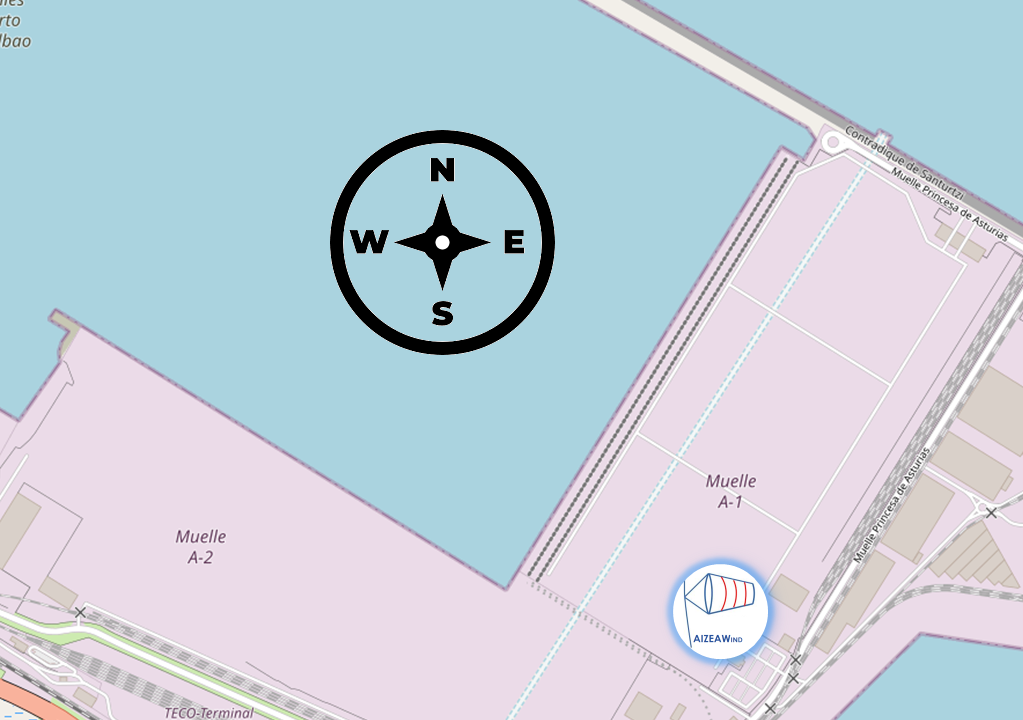 rto
lbao
Contradique de Santurtzi
Muelle Princesa de Asturias
N
W E
S
Muelle
A-1
Muelle Princesa de Asturias
Muelle
A-2
AIZEAWIND
TECO-Terminal